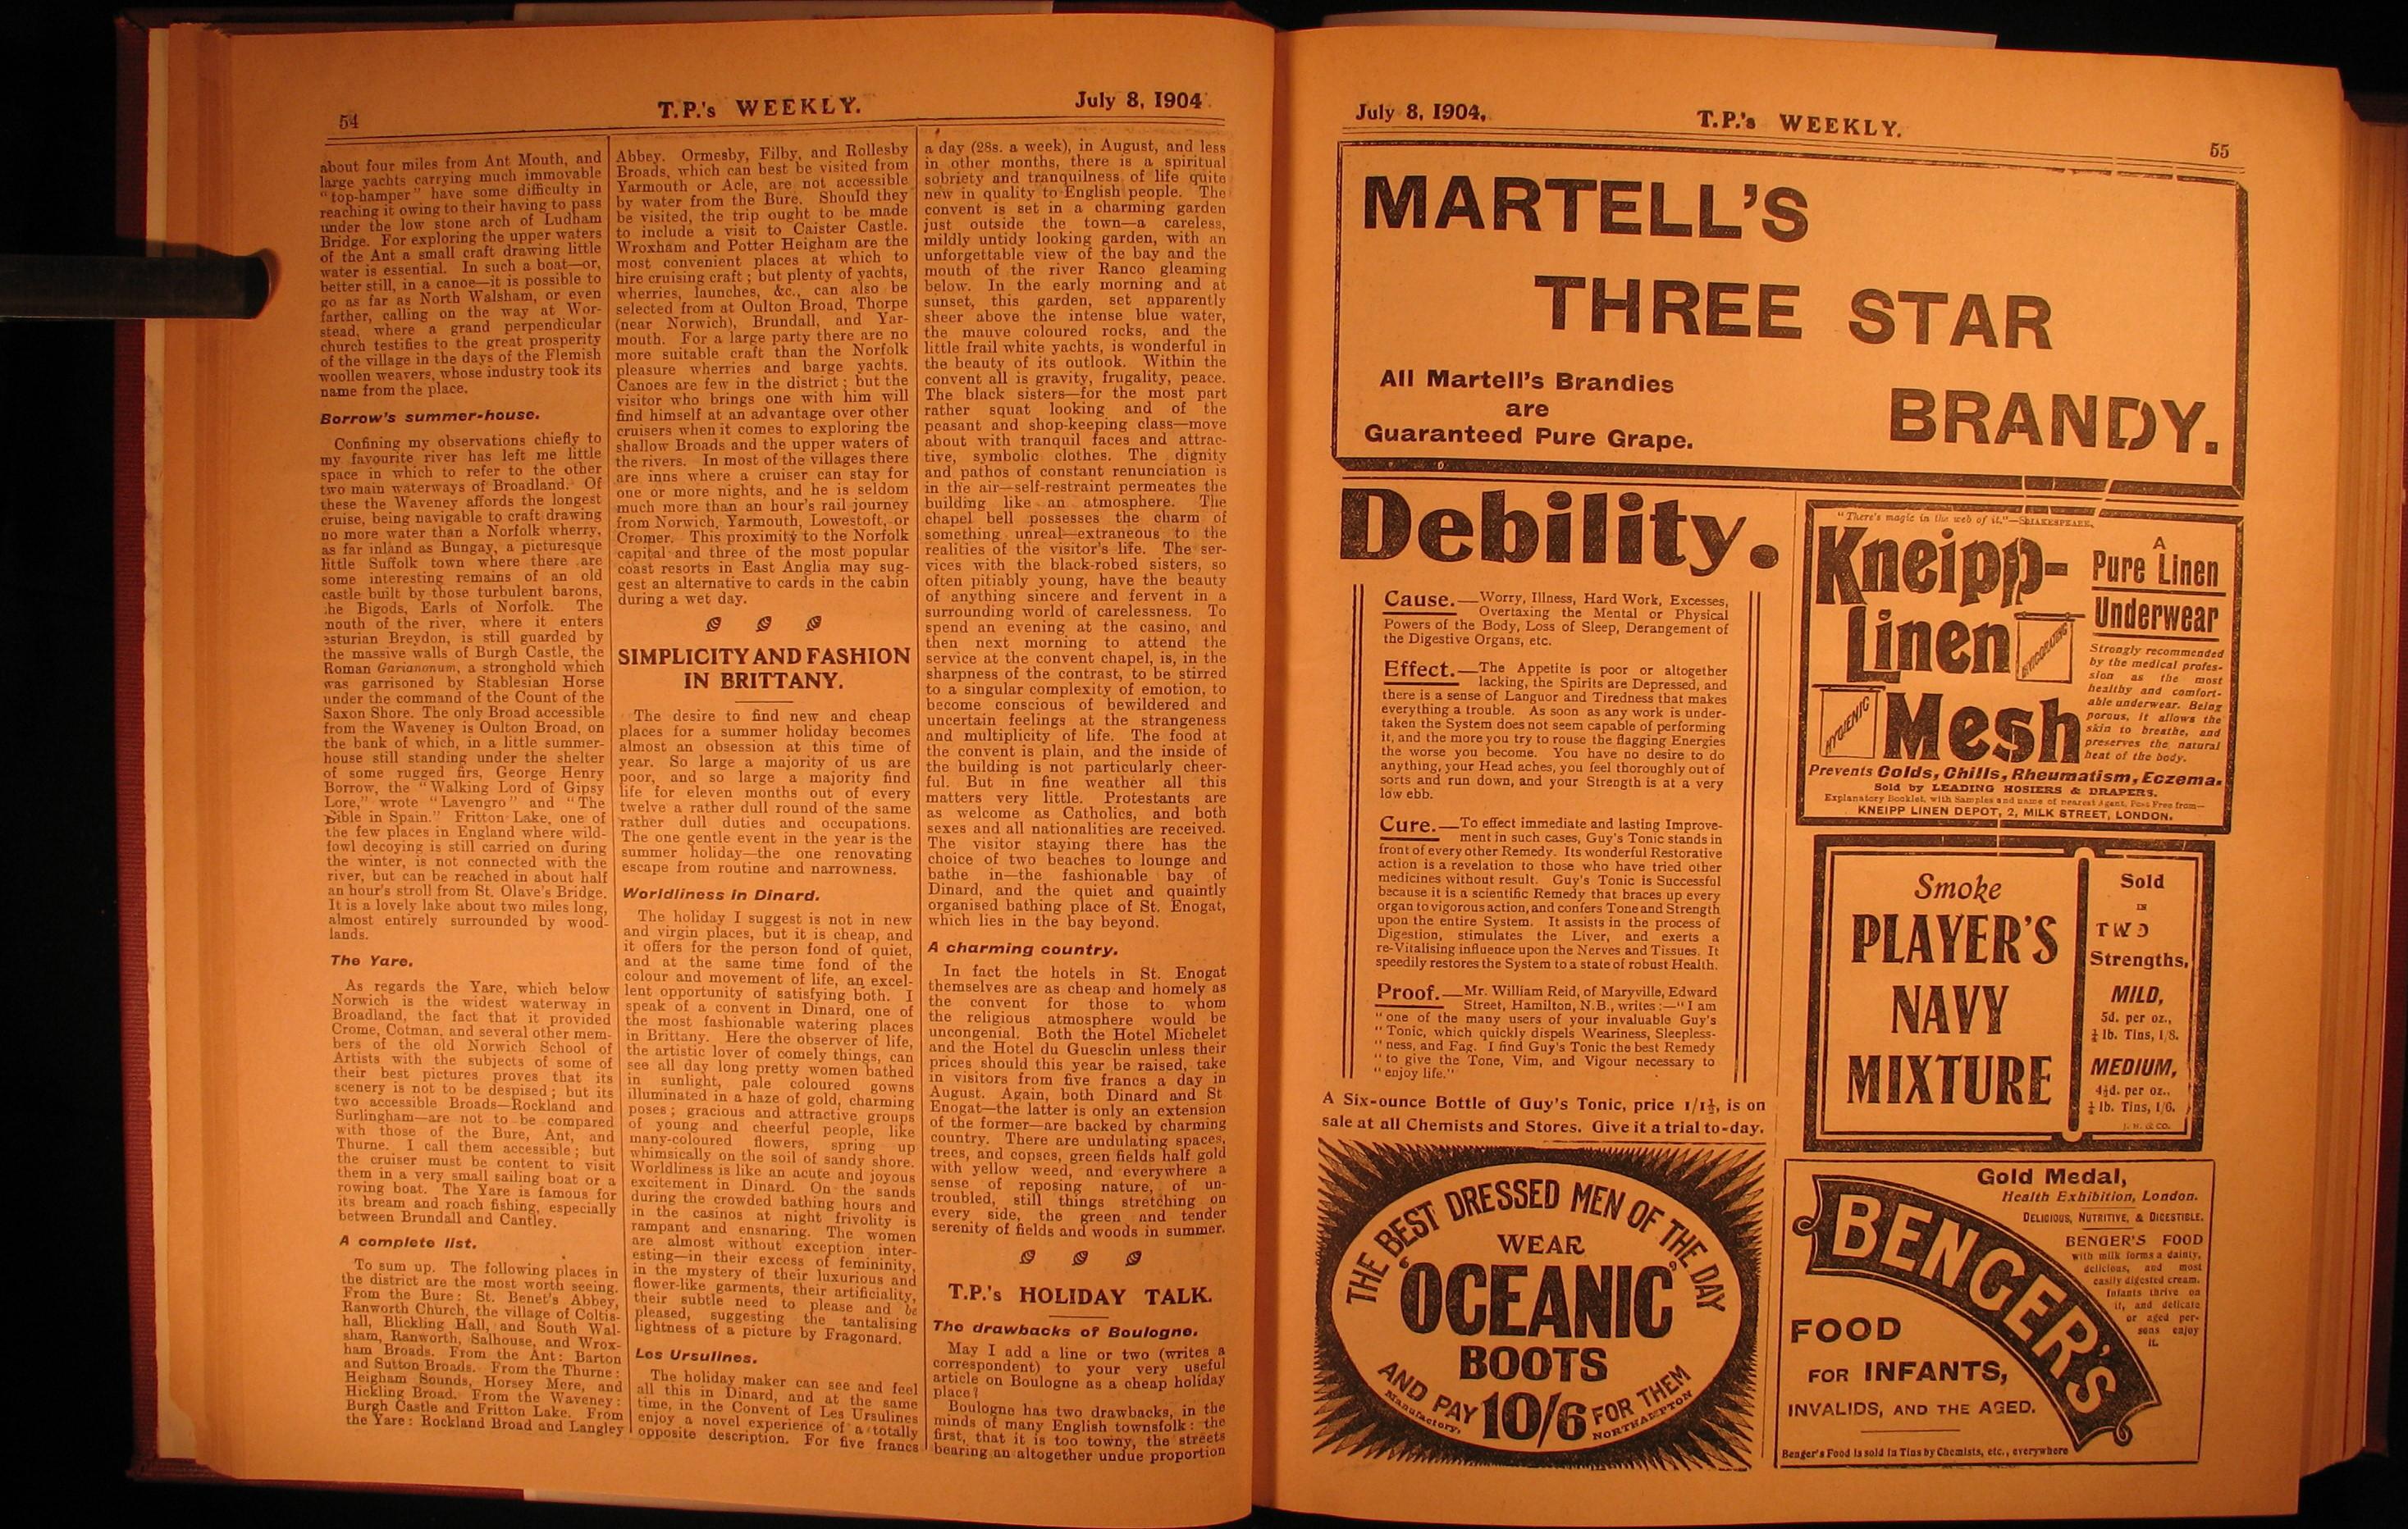 54
T.P.'s WEEKLY.
July 8, 1904.
about four miles from Ant Mouth, and
large yachts carrying much immovable
"top-hamper" have some difficulty in
reaching it owing to their having to pass
under the low stone arch of Ludham
Bridge. For exploring the upper waters
of the Ant a small craft drawing little
water is essential. In such a boat—or,
better still, in a canoe—it is possible to
go as far as North Walsham, or even
farther, calling on the way at Wor-
stead, where a grand perpendicular
church testifies to the great prosperity
of the village in the days of the Flemish
woollen weavers, whose industry took its
name from the place.
Borrow's summer-house.
Confining my observations chiefly to
my favourite river has left me little
space in which to refer to the other
two main waterways of Broadland. Of
these the Waveney affords the longest
cruise, being navigable to craft drawing
no more water than a Norfolk wherry,
as far inland as Bungay, a picturesque
little Suffolk town where there are
some interesting remains of an old
castle built by those turbulent barons,
he Bigods, Earls of Norfolk. The
mouth of the river, where it enters
esturian Breydon, is still guarded by
the massive walls of Burgh Castle, the
Roman Garianonum, a stronghold which
was garrisoned by Stablesian Horse
under the command of the Count of the
Saxon Shore. The only Broad accessible
from the Waveney is Oulton Broad, on
the bank of which, in a little summer-
house still standing under the shelter
of some rugged firs, George Henry
Borrow, the "Walking Lord of Gipsy
Lore," wrote "Lavengro" and "The
Bible in Spain." Fritton Lake, one of
the few places in England where wild-
fowl decoying is still carried on during
the winter, is not connected with the
river, but can be reached in about half
an hour's stroll from St. Olave's Bridge.
It is a lovely lake about two miles long,
almost entirely surrounded by wood-
lands.
The Yare.
As regards the Yare, which below
Norwich is the widest waterway in
Broadland, the fact that it provided
Crome, Cotman, and several other mem-
bers of the old Norwich School of
Artists with the subjects of some of
their best pictures proves that its
scenery is not to be despised; but its
two accessible Broads—Rockland and
Surlingham—are not to be compared
with those of the Bure, Ant, and
Thurne. I call them accessible; but
the cruiser must be content to visit
them in a very small sailing boat or a
rowing boat. The Yare is famous for
its bream and roach fishing, especially
between Brundall and Cantley.
A complete list.
To sum up. The following places in
the district are the most worth seeing.
From the Bure: St. Benet's Abbey,
Ranworth Church, the village of Coltis-
hall, Blickling Hall, and South Wal-
sham, Ranworth, Salhouse, and Wrox-
ham Broads. From the Ant: Barton
and Sutton Broads. From the Thurne:
Heigham Sounds, Horsey Mere, and
Hickling Broad. From the Waveney:
Burgh Castle and Fritton Lake. From
the Yare: Rockland Broad and Langley
Abbey. Ormesby, Filby, and Rollesby
Broads, which can best be visited from
Yarmouth or Acle, are not accessible
by water from the Bure. Should they
be visited, the trip ought to be made
to include a visit to Caister Castle.
Wroxham and Potter Heigham are the
most convenient places at which to
hire cruising craft; but plenty of yachts,
wherries, launches, &c., can also be
selected from at Oulton Broad, Thorpe
(near Norwich), Brundall, and Yar-
mouth. For a large party there are no
more suitable craft than the Norfolk
pleasure wherries and barge yachts.
Canoes are few in the district; but the
visitor who brings one with him will
find himself at an advantage over other
cruisers when it comes to exploring the
shallow Broads and the upper waters of
the rivers. In most of the villages there
are inns where a cruiser can stay for
one or more nights, and he is seldom
much more than an hour's rail journey
from Norwich, Yarmouth, Lowestoft, or
Cromer. This proximity to the Norfolk
capital and three of the most popular
coast resorts in East Anglia may sug-
gest an alternative to cards in the cabin
during a wet day.
SIMPLICITY AND FASHION
IN BRITTANY.
The desire to find new and cheap
places for a summer holiday becomes
almost an obsession at this time of
year. So large a majority of us are
poor, and so large a majority find
life for eleven months out of every
twelve a rather dull round of the same
rather dull duties and occupations.
The one gentle event in the year is the
summer holiday—the one renovating
escape from routine and narrowness.
Worldliness in Dinard.
The holiday I suggest is not in new
and virgin places, but it is cheap, and
it offers for the person fond of quiet,
and at the same time fond of the
colour and movement of life, an excel-
lent opportunity of satisfying both. I
speak of a convent in Dinard, one of
the most fashionable watering places
in Brittany. Here the observer of life,
the artistic lover of comely things, can
see all day long pretty women bathed
in sunlight, pale coloured gowns
illuminated in a haze of gold, charming
poses; gracious and attractive groups
of young and cheerful people, like
many-coloured flowers, spring up
whimsically on the soil of sandy shore.
Worldliness is like an acute and joyous
excitement in Dinard. On the sands
during the crowded bathing hours and
in the casinos at night frivolity is
rampant and ensnaring. The women
are almost without exception inter-
esting—in their excess of femininity,
in the mystery of their luxurious and
flower-like garments, their artificiality,
their subtle need to please and be
pleased, suggesting the tantalising
lightness of a picture by Fragonard.
Les Ursulines.
The holiday maker can see and feel
all this in Dinard, and at the same
time, in the Convent of Les Ursulines
enjoy a novel experience of a totally
opposite description. For five francs
a day (28s. a week), in August, and less
in other months, there is a spiritual
sobriety and tranquilness of life quite
new in quality to English people. The
convent is set in a charming garden
just outside the town—a careless,
mildly untidy looking garden, with an
unforgettable view of the bay and the
mouth of the river Ranco gleaming
below. In the early morning and at
sunset, this garden, set apparently
sheer above the intense blue water,
the mauve coloured rocks, and the
little frail white yachts, is wonderful in
the beauty of its outlook. Within the
convent all is gravity, frugality, peace.
The black sisters—for the most part
rather squat looking and of the
peasant and shop-keeping class—move
about with tranquil faces and attrac-
tive, symbolic clothes. The dignity
and pathos of constant renunciation is
in the air—self-restraint permeates the
building like an atmosphere. The
chapel bell possesses the charm of
something unreal—extraneous to the
realities of the visitor's life. The ser-
vices with the black-robed sisters, so
often pitiably young, have the beauty
of anything sincere and fervent in a
surrounding world of carelessness. To
spend an evening at the casino, and
then next morning to attend the
service at the convent chapel, is, in the
sharpness of the contrast, to be stirred
to a singular complexity of emotion, to
become conscious of bewildered and
uncertain feelings at the strangeness
and multiplicity of life. The food at
the convent is plain, and the inside of
the building is not particularly cheer-
ful. But in fine weather all this
matters very little. Protestants are
as welcome as Catholics, and both
sexes and all nationalities are received.
The visitor staying there has the
choice of two beaches to lounge and
bathe in—the fashionable bay of
Dinard, and the quiet and quaintly
organised bathing place of St. Enogat,
which lies in the bay beyond.
A charming country.
In fact the hotels in St. Enogat
themselves are as cheap and homely as
the convent for those to whom
the religious atmosphere would be
uncongenial. Both the Hotel Michelet
and the Hotel du Guesclin unless their
prices should this year be raised, take
in visitors from five francs a day in
August. Again, both Dinard and St.
Enogat—the latter is only an extension
of the former—are backed by charming
country. There are undulating spaces,
trees, and copses, green fields half gold
with yellow weed, and everywhere a
sense of reposing nature, of un-
troubled, still things stretching on
every side, the green and tender
serenity of fields and woods in summer.
T.P.'s HOLIDAY TALK.
The drawbacks of Boulogne.
May I add a line or two (writes a
correspondent) to your very useful
article on Boulogne as a cheap holiday
place?
Boulogne has two drawbacks, in the
minds of many English townsfolk: the
first, that it is too towny, the streets
bearing an altogether undue proportion
July 8, 1904.
T.P.'s WEEKLY.
55
MARTELL'S
THREE STAR
BRANDY.
All Martell's Brandies
are
Guaranteed Pure Grape.
Debility.
Cause.—Worry, Illness, Hard Work, Excesses,
Overtaxing the Mental or Physical
Powers of the Body, Loss of Sleep, Derangement of
the Digestive Organs, etc.
Effect.—The Appetite is poor or altogether
lacking, the Spirits are Depressed, and
there is a sense of Languor and Tiredness that makes
everything a trouble. As soon as any work is under-
taken the System does not seem capable of performing
it, and the more you try to rouse the flagging Energies
the worse you become. You have no desire to do
anything, your Head aches, you feel thoroughly out of
sorts and run down, and your Strength is at a very
low ebb.
Cure.—To effect immediate and lasting Improve-
ment in such cases, Guy's Tonic stands in
front of every other Remedy. Its wonderful Restorative
action is a revelation to those who have tried other
medicines without result. Guy's Tonic is Successful
because it is a scientific Remedy that braces up every
organ to vigorous action, and confers Tone and Strength
upon the entire System. It assists in the process of
Digestion, stimulates the Liver, and exerts a
re-Vitalising influence upon the Nerves and Tissues. It
speedily restores the System to a state of robust Health.
Proof.—Mr. William Reid, of Maryville, Edward
Street, Hamilton, N.B., writes:—"I am
"one of the many users of your invaluable Guy's
"Tonic, which quickly dispels Weariness, Sleepless-
"ness, and Fag. I find Guy's Tonic the best Remedy
"to give the Tone, Vim, and Vigour necessary to
"enjoy life."
A Six-ounce Bottle of Guy's Tonic, price 1/1½, is on
sale at all Chemists and Stores. Give it a trial to-day.
THE BEST DRESSED MEN OF THE DAY
WEAR
'OCEANIC'
BOOTS
AND PAY 10/6 FOR THEM
Manufactory, NORTHAMPTON
"There's magic in the web of it."—SHAKESPEARE.
Kneipp-
Linen
Mesh
INVIGORATING
HYGIENIC
A
Pure Linen
Underwear
Strongly recommended
by the medical profes-
sion as the most
healthy and comfort-
able underwear. Being
porous, it allows the
skin to breathe, and
preserves the natural
heat of the body.
Prevents Colds, Chills, Rheumatism, Eczema.
Sold by LEADING HOSIERS & DRAPERS.
Explanatory Booklet, with Samples and name of nearest Agent, Post Free from—
KNEIPP LINEN DEPOT, 2, MILK STREET, LONDON.
Smoke
PLAYER'S
NAVY
MIXTURE
Sold
IN
TWO
Strengths,
MILD,
5d. per oz.,
¼ lb. Tins, 1/8.
MEDIUM,
4½d. per oz.,
¼ lb. Tins, 1/6.
Gold Medal,
Health Exhibition, London.
DELICIOUS, NUTRITIVE, & DIGESTIBLE.
BENGER'S
BENGER'S FOOD
with milk forms a dainty,
delicious, and most
easily digested cream.
Infants thrive on
it, and delicate
or aged per-
sons enjoy
it.
FOOD
FOR INFANTS,
INVALIDS, AND THE AGED.
Benger's Food is sold in Tins by Chemists, etc., everywhere